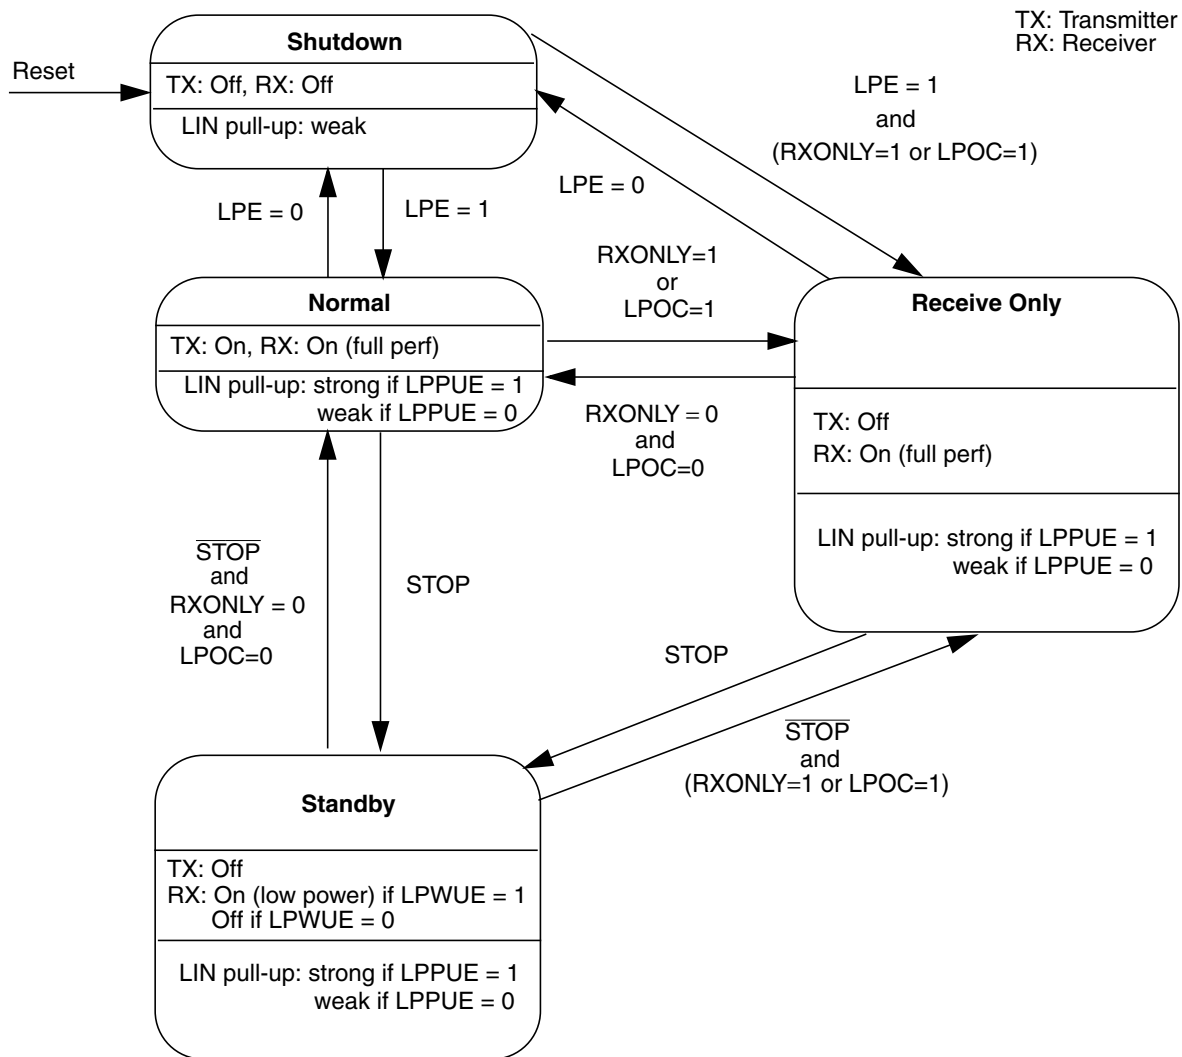 TX: Transmitter
RX: Receiver
Shutdown
Reset
TX: Off, RX: Off
LIN pull-up: weak
LPE = 1
and
(RXONLY=1 or LPOC=1)
LPE = 0
LPE = 0
LPE = 1
RXONLY=1
or
LPOC=1
Normal
TX: On, RX: On (full perf)
LIN pull-up: strong if LPPUE = 1
weak if LPPUE = 0
Receive Only
TX: Off
RX: On (full perf)
LIN pull-up: strong if LPPUE = 1
weak if LPPUE = 0
RXONLY = 0
and
LPOC=0
S̅T̅O̅P̅
and
RXONLY = 0
and
LPOC=0
STOP
STOP
S̅T̅O̅P̅
and
(RXONLY=1 or LPOC=1)
Standby
TX: Off
RX: On (low power) if LPWUE = 1
Off if LPWUE = 0
LIN pull-up: strong if LPPUE = 1
weak if LPPUE = 0